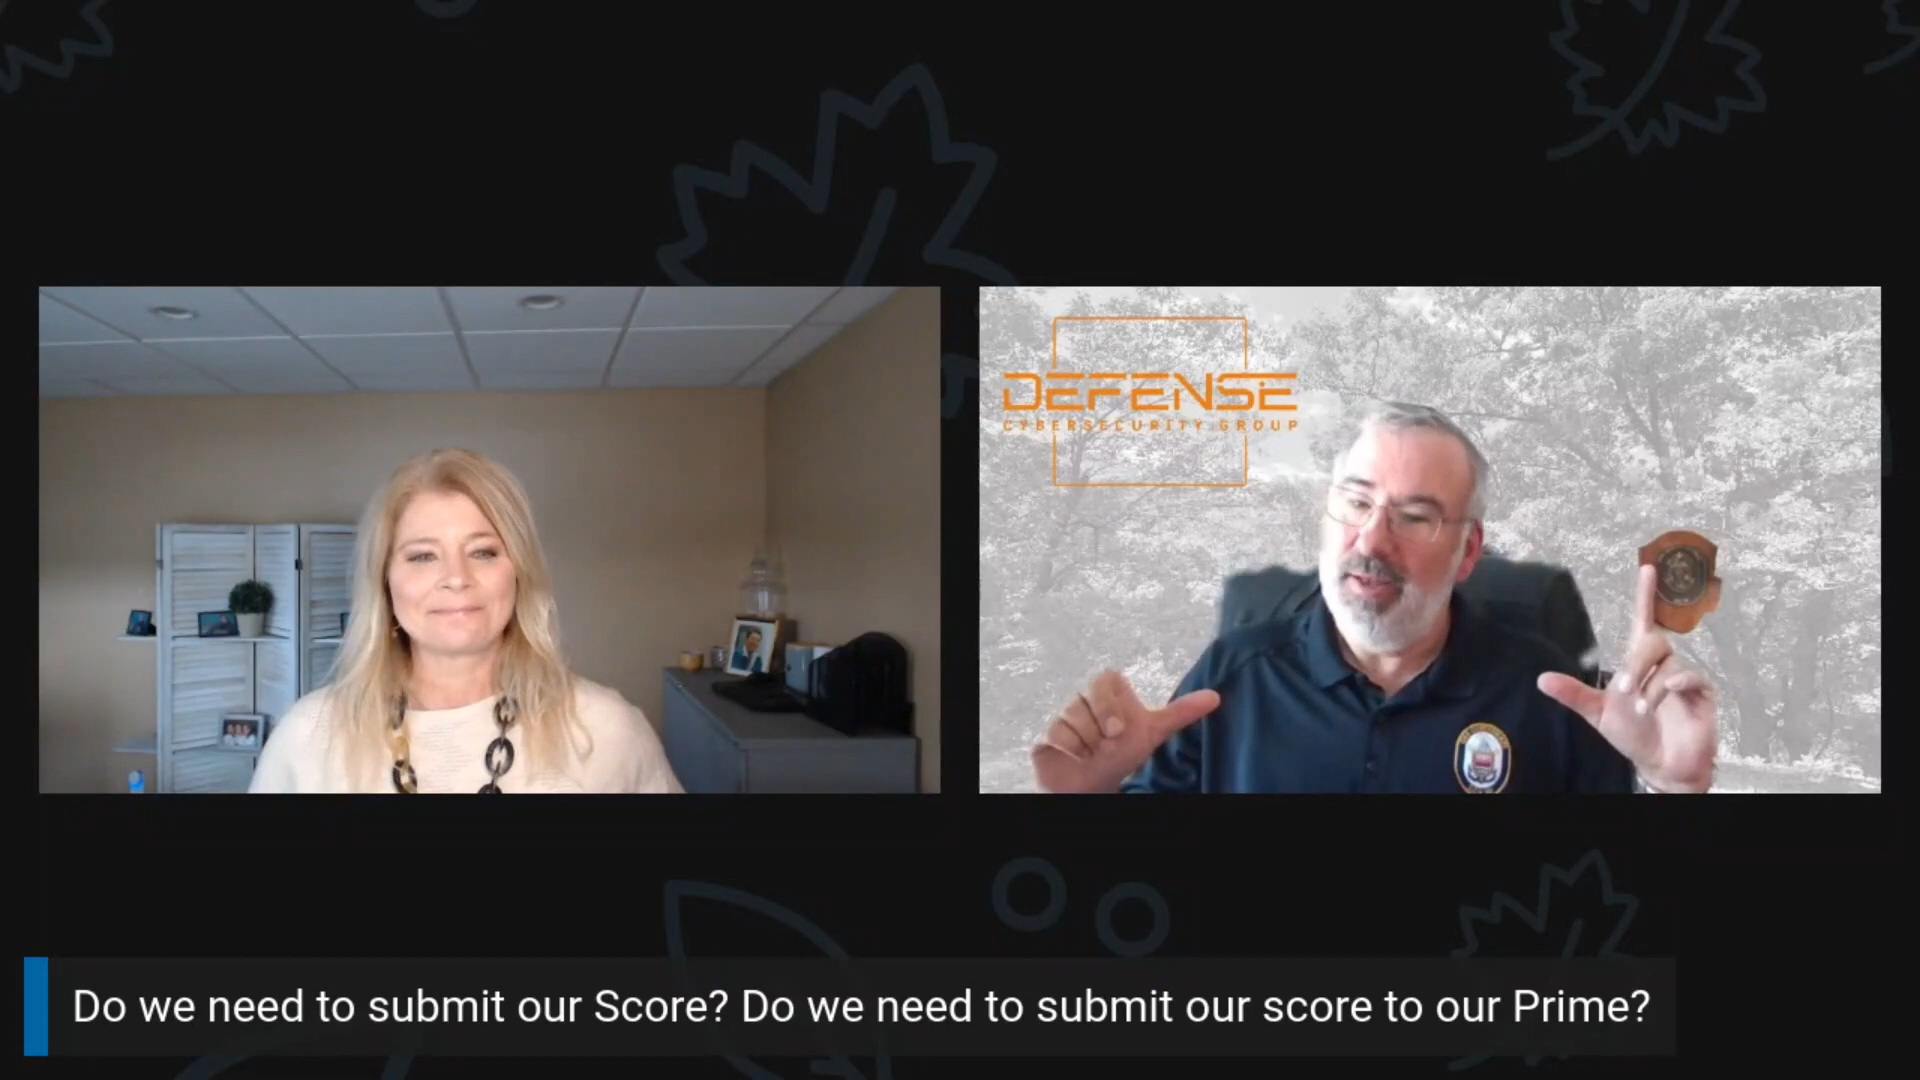 DEFENSE
CYBERSECURITY GROUP
Do we need to submit our Score? Do we need to submit our score to our Prime?